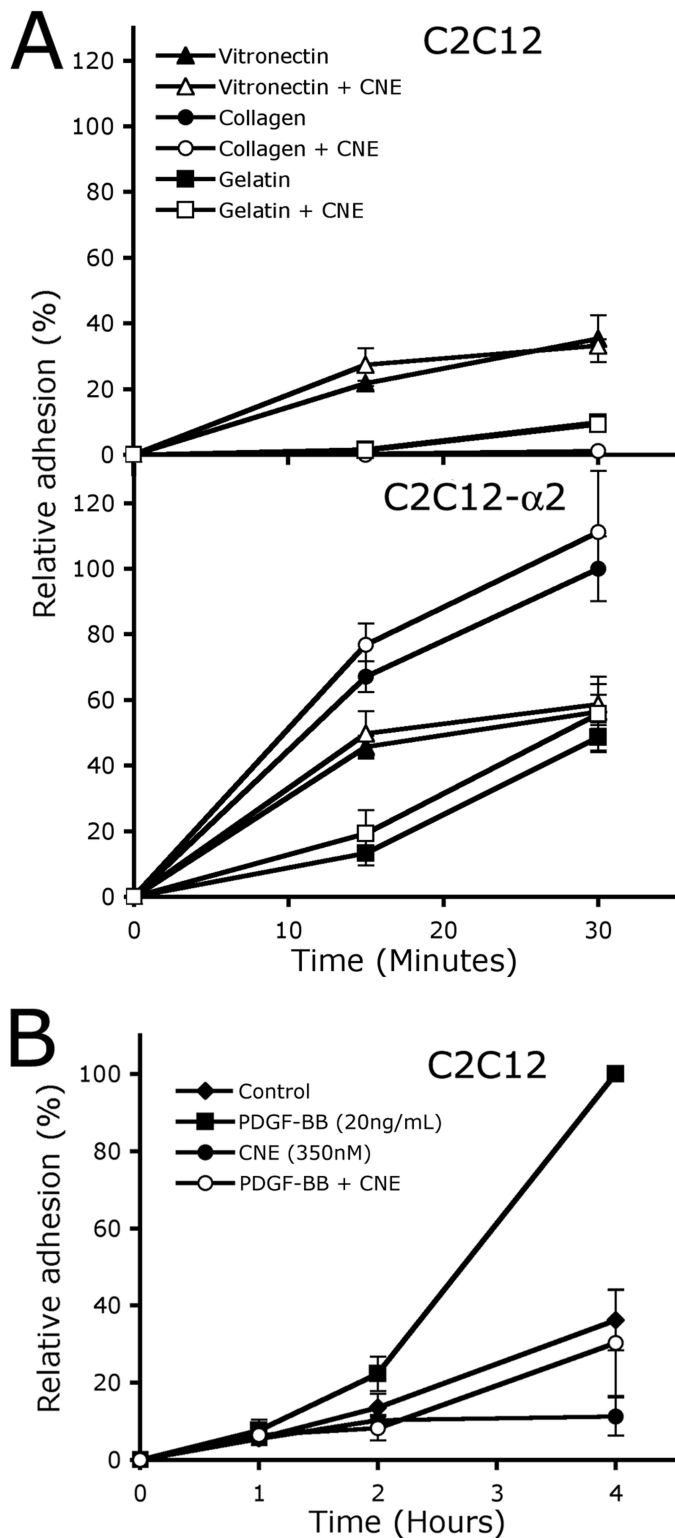 A
C2C12
Vitronectin
Vitronectin + CNE
Collagen
Collagen + CNE
Gelatin
Gelatin + CNE
120
100
80
60
40
20
0
Relative adhesion (%)
C2C12-α2
120
100
80
60
40
20
0
0 10 20 30
Time (Minutes)
B
C2C12
Control
PDGF-BB (20ng/mL)
CNE (350nM)
PDGF-BB + CNE
100
80
60
40
20
0
Relative adhesion (%)
0 1 2 3 4
Time (Hours)